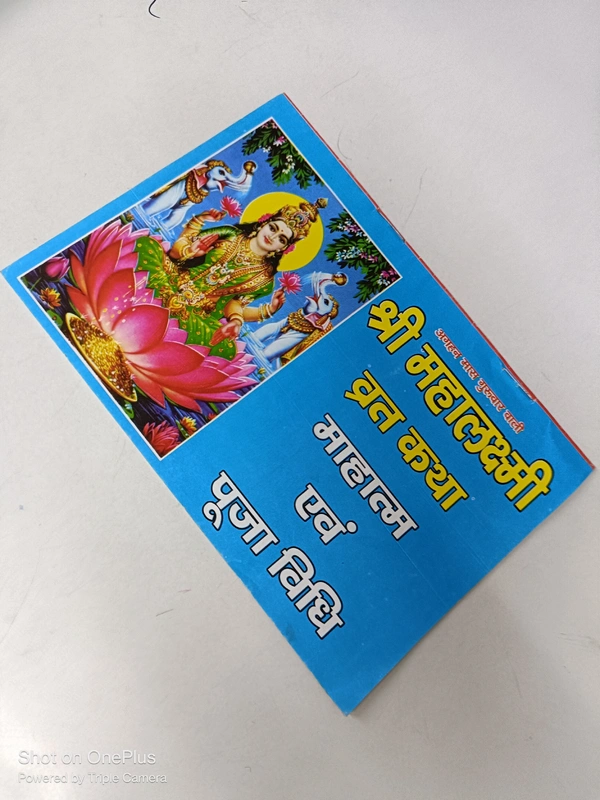 अगहन मास गुरुवार वाली
श्री महालक्ष्मी
व्रत कथा
माहात्म
एवं
पूजा विधि
Shot on OnePlus
Powered by Triple Camera